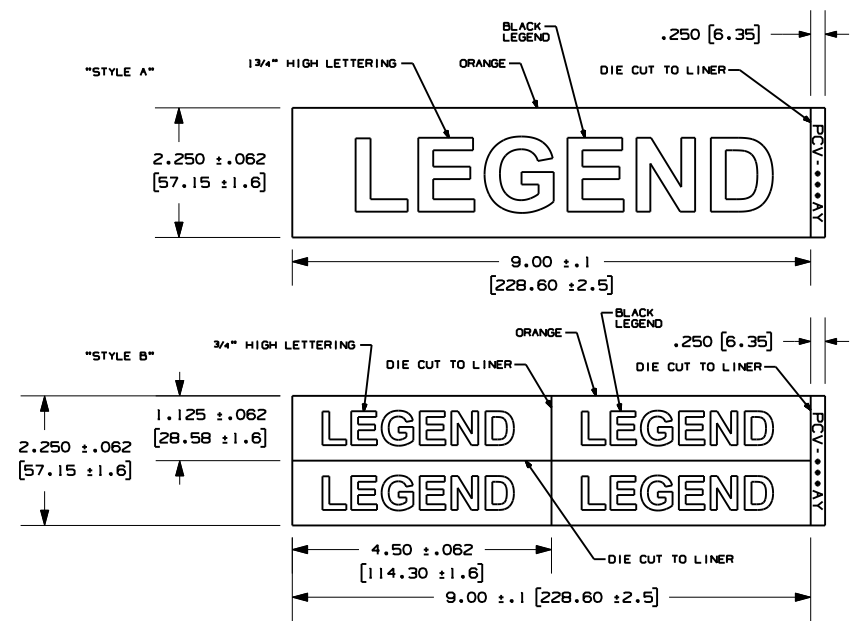 "STYLE A"
1 3/4" HIGH LETTERING
ORANGE
BLACK
LEGEND
.250 [6.35]
DIE CUT TO LINER
2.250 ±.062
[57.15 ±1.6]
LEGEND
PCV-•••AY
9.00 ±.1
[228.60 ±2.5]
"STYLE B"
3/4" HIGH LETTERING
DIE CUT TO LINER
ORANGE
BLACK
LEGEND
.250 [6.35]
DIE CUT TO LINER
2.250 ±.062
[57.15 ±1.6]
1.125 ±.062
[28.58 ±1.6]
LEGEND LEGEND
LEGEND LEGEND
PCV-•••AY
4.50 ±.062
[114.30 ±1.6]
DIE CUT TO LINER
9.00 ±.1 [228.60 ±2.5]